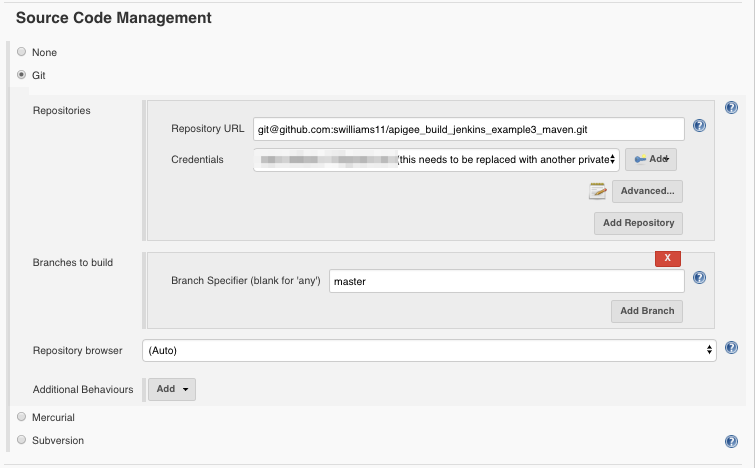 Source Code Management
None
Git
Repositories
Repository URL git@github.com:swilliams11/apigee_build_jenkins_example3_maven.git
Credentials (this needs to be replaced with another private Add
Advanced...
Add Repository
Branches to build
X
Branch Specifier (blank for 'any') master
Add Branch
Repository browser (Auto)
Additional Behaviours Add
Mercurial
Subversion